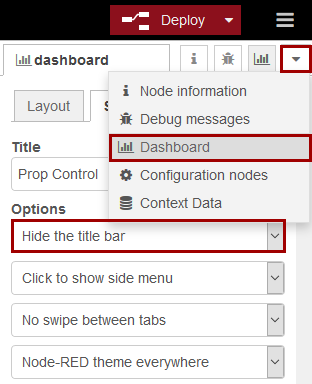 Deploy
dashboard
Node information
Debug messages
Dashboard
Configuration nodes
Context Data
Layout
S
Title
Prop Control
Options
Hide the title bar
Click to show side menu
No swipe between tabs
Node-RED theme everywhere